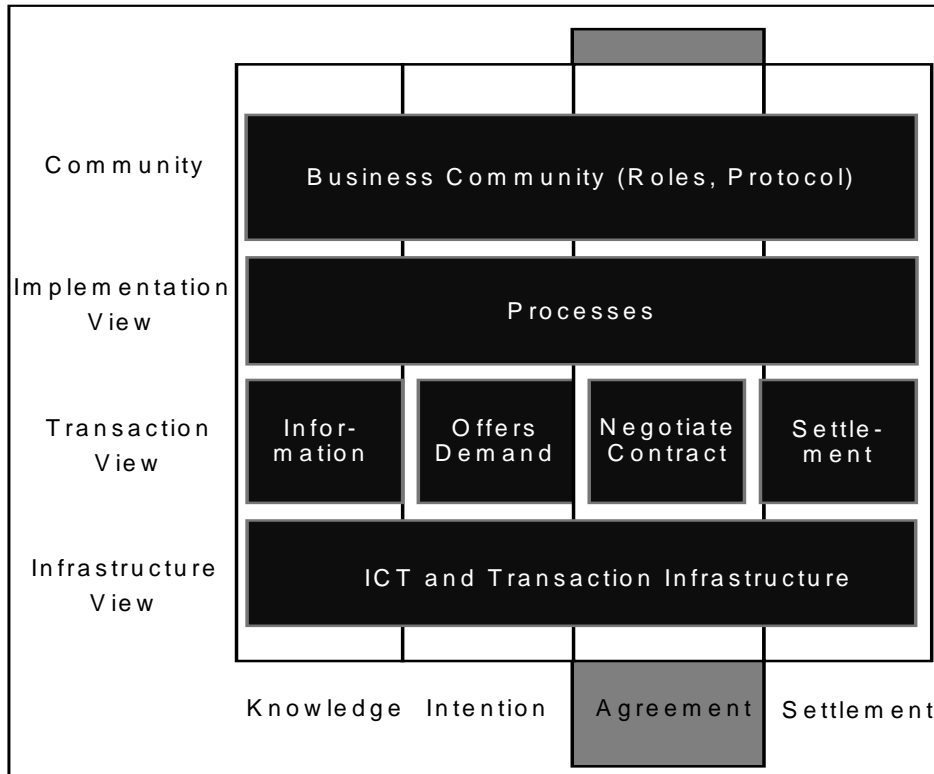 Community
Business Community (Roles, Protocol)
Implementation
View
Processes
Transaction
View
Infor-
mation
Offers
Demand
Negotiate
Contract
Settle-
ment
Infrastructure
View
ICT and Transaction Infrastructure
Knowledge Intention Agreement Settlement